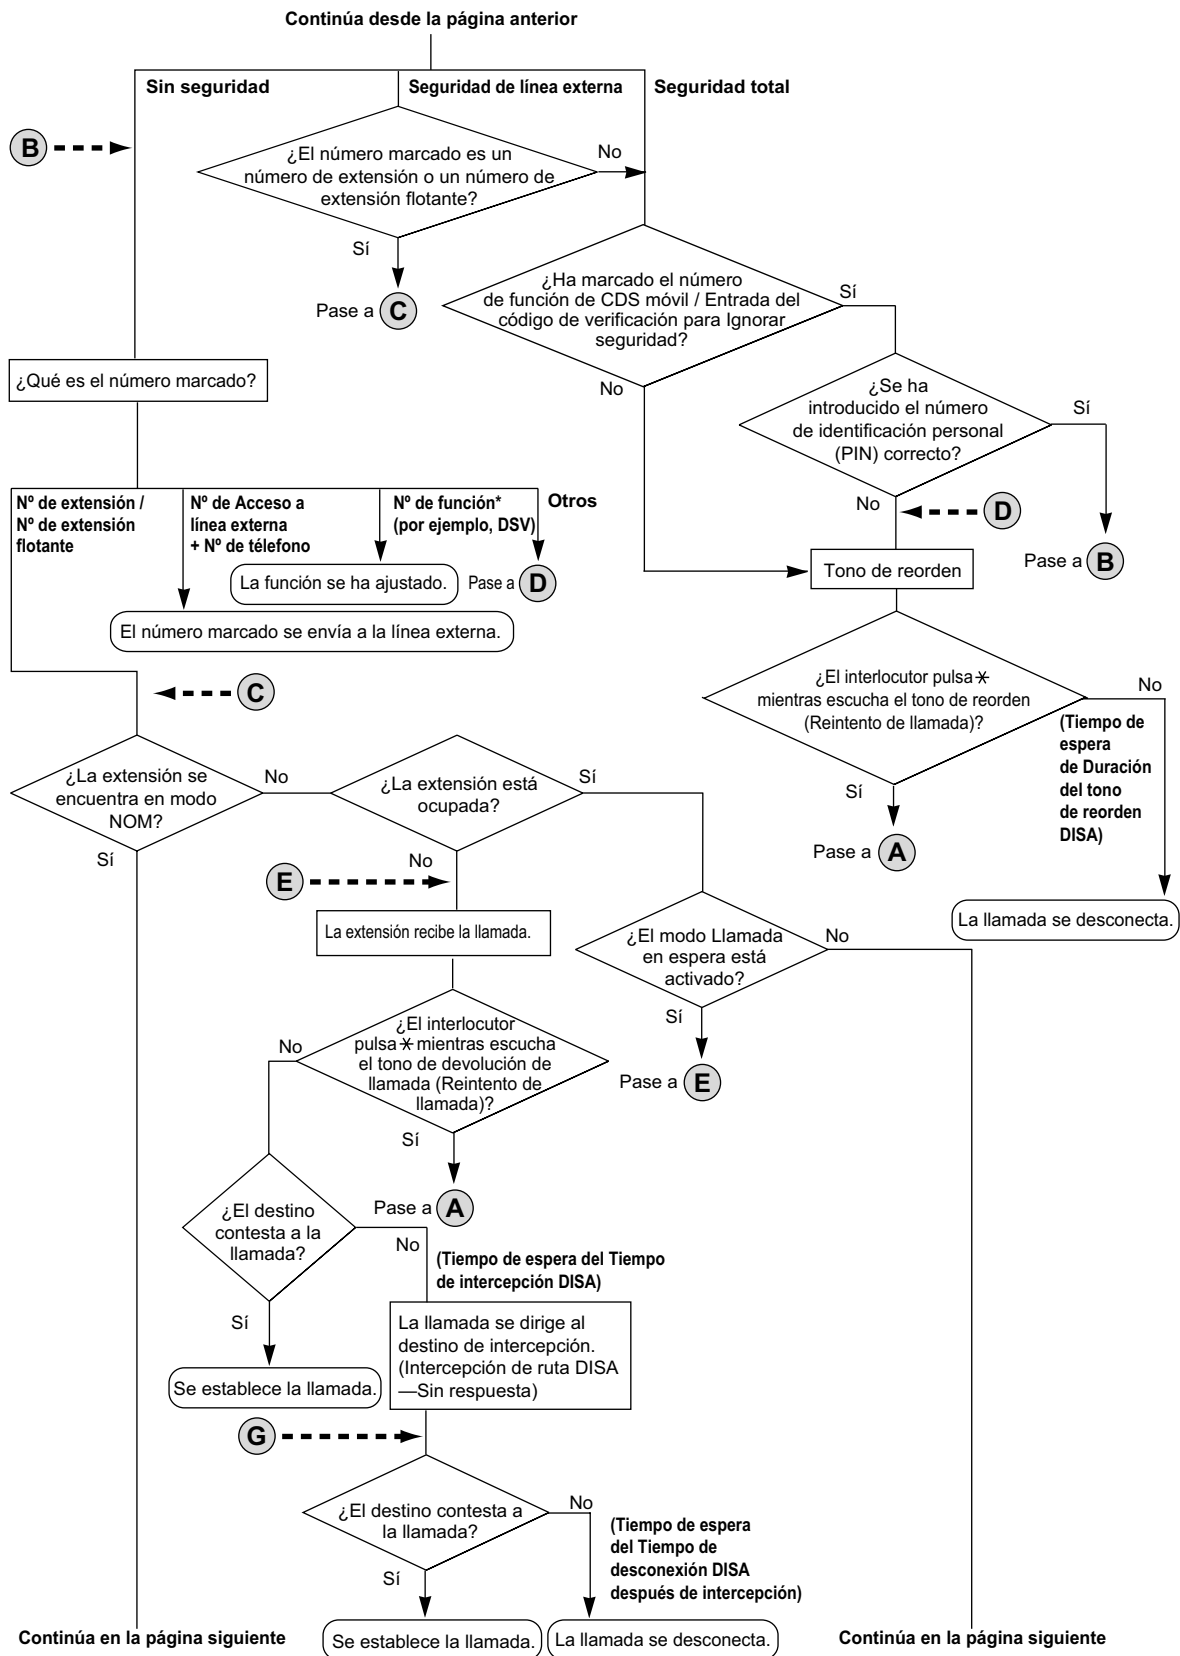 Continúa desde la página anterior
Sin seguridad
Seguridad de línea externa
Seguridad total
B
¿El número marcado es un
número de extensión o un número de
extensión flotante?
No
Sí
Pase a C
¿Ha marcado el número
de función de CDS móvil / Entrada del
código de verificación para Ignorar
seguridad?
Sí
No
¿Qué es el número marcado?
¿Se ha
introducido el número
de identificación personal
(PIN) correcto?
Sí
No
D
Pase a B
Nº de extensión /
Nº de extensión
flotante
Nº de Acceso a
línea externa
+ Nº de télefono
Nº de función*
(por ejemplo, DSV)
Otros
La función se ha ajustado.
Pase a D
El número marcado se envía a la línea externa.
Tono de reorden
C
¿El interlocutor pulsa *
mientras escucha el tono de reorden
(Reintento de llamada)?
No
(Tiempo de
espera
de Duración
del tono
de reorden
DISA)
Sí
Pase a A
La llamada se desconecta.
¿La extensión se
encuentra en modo
NOM?
No
Sí
¿La extensión está
ocupada?
Sí
No
E
La extensión recibe la llamada.
¿El modo Llamada
en espera está
activado?
No
Sí
Pase a E
¿El interlocutor
pulsa * mientras escucha
el tono de devolución de
llamada (Reintento de
llamada)?
No
Sí
Pase a A
¿El destino
contesta a la
llamada?
No
(Tiempo de espera del Tiempo
de intercepción DISA)
Sí
La llamada se dirige al
destino de intercepción.
(Intercepción de ruta DISA
—Sin respuesta)
Se establece la llamada.
G
¿El destino contesta a
la llamada?
No
(Tiempo de espera
del Tiempo de
desconexión DISA
después de intercepción)
Sí
Se establece la llamada.
La llamada se desconecta.
Continúa en la página siguiente
Continúa en la página siguiente